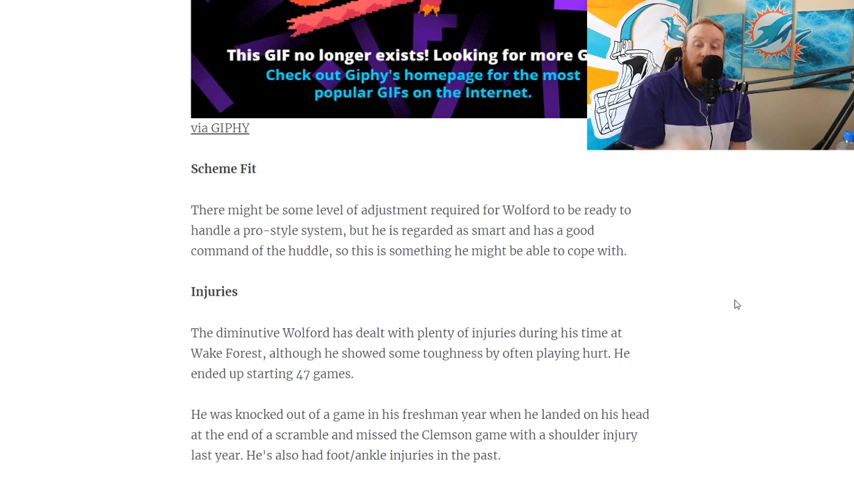 This GIF no longer exists! Looking for more G
Check out Giphy's homepage for the most
popular GIFs on the Internet.
via GIPHY
Scheme Fit
There might be some level of adjustment required for Wolford to be ready to
handle a pro-style system, but he is regarded as smart and has a good
command of the huddle, so this is something he might be able to cope with.
Injuries
The diminutive Wolford has dealt with plenty of injuries during his time at
Wake Forest, although he showed some toughness by often playing hurt. He
ended up starting 47 games.
He was knocked out of a game in his freshman year when he landed on his head
at the end of a scramble and missed the Clemson game with a shoulder injury
last year. He's also had foot/ankle injuries in the past.